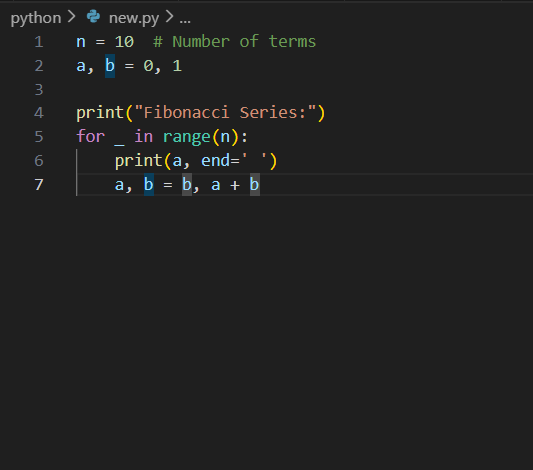 python > new.py > ...
1 n = 10  # Number of terms
2 a, b = 0, 1
3
4 print("Fibonacci Series:")
5 for _ in range(n):
6     print(a, end=' ')
7     a, b = b, a + b